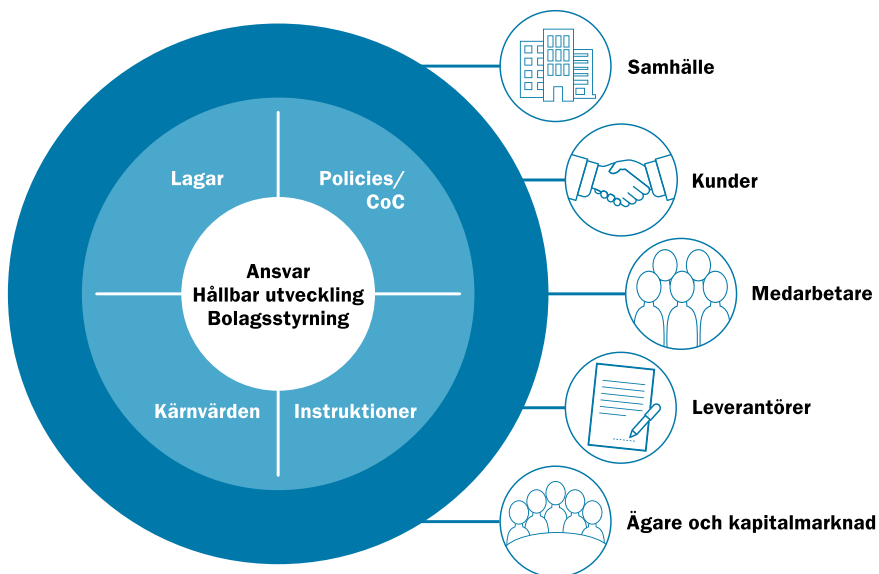 Lagar
Policies/
CoC
Ansvar
Hållbar utveckling
Bolagsstyrning
Kärnvärden
Instruktioner
Samhälle
Kunder
Medarbetare
Leverantörer
Ägare och kapitalmarknad